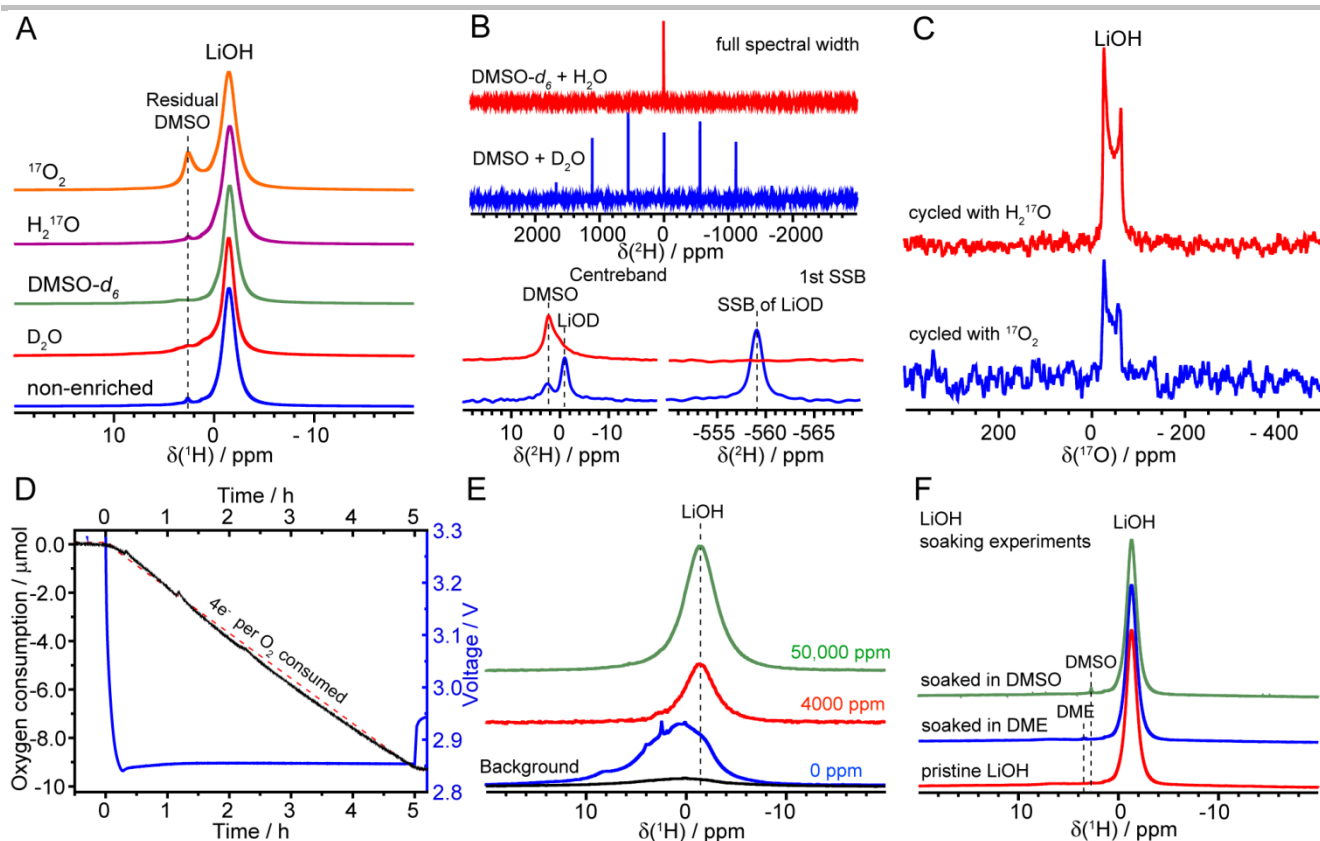 A
LiOH
Residual
DMSO
¹⁷O₂
H₂¹⁷O
DMSO-d₆
D₂O
non-enriched
10 0 - 10
δ(¹H) / ppm
B
full spectral width
DMSO-d₆ + H₂O
DMSO + D₂O
2000 1000 0 -1000 -2000
δ(²H) / ppm
Centreband
1st SSB
DMSO
LiOD
SSB of LiOD
10 0 -10
-555 -560 -565
δ(²H) / ppm
δ(²H) / ppm
C
LiOH
cycled with H₂¹⁷O
cycled with ¹⁷O₂
200 0 - 200 - 400
δ(¹⁷O) / ppm
D
Time / h
0 1 2 3 4 5
Oxygen consumption / μmol
0.0
-2.0
-4.0
-6.0
-8.0
-10
4e⁻ per O₂ consumed
3.3
3.2
3.1
3.0
2.9
2.8
Voltage / V
0 1 2 3 4 5
Time / h
E
LiOH
50,000 ppm
4000 ppm
Background
0 ppm
10 0 -10
δ(¹H) / ppm
F
LiOH
soaking experiments
LiOH
DMSO
soaked in DMSO
DME
soaked in DME
pristine LiOH
10 0 -10
δ(¹H) / ppm